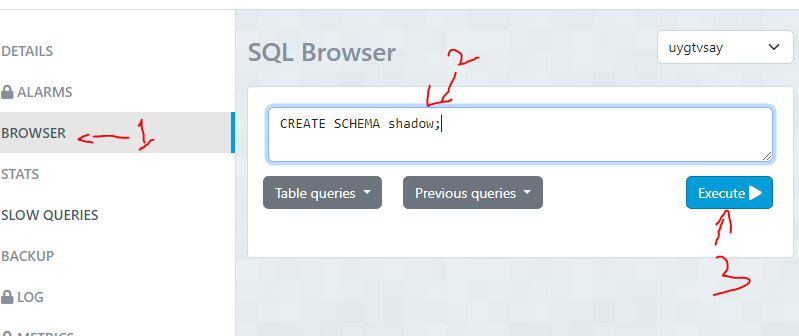 DETAILS
ALARMS
BROWSER
1
STATS
SLOW QUERIES
BACKUP
LOG
METRICS
SQL Browser
uygtvsay
2
CREATE SCHEMA shadow;
Table queries
Previous queries
Execute
3